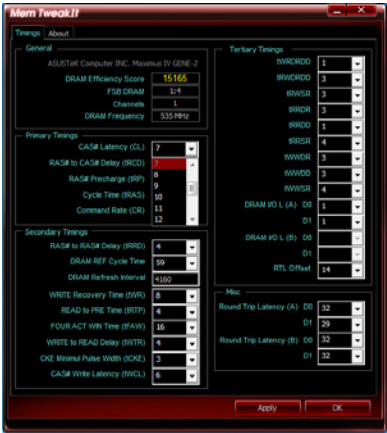 Mem TweakIt
Timings About
General
ASUSTeK Computer INC. Maximus IV GENE-Z
DRAM Efficiency Score 15165
FSB:DRAM 1:4
Channels 1
DRAM Frequency 535 MHz
Primary Timings
CAS# Latency (CL) 7
7
8
9
10
11
12
RAS# to CAS# Delay (tRCD)
RAS# Precharge (tRP)
Cycle Time (tRAS)
Command Rate (CR)
Secondary Timings
RAS# to RAS# Delay (tRRD) 4
DRAM REF Cycle Time 59
DRAM Refresh Interval 4160
WRITE Recovery Time (tWR) 8
READ to PRE Time (tRTP) 4
FOUR ACT WIN Time (tFAW) 16
WRITE to READ Delay (tWTR) 4
CKE Minimul Pulse Width (tCKE) 3
CAS# Write Latency (tWCL) 6
Tertiary Timings
tWRDRDD 1
tRWDRDD 3
tRWSR 3
tRRDR 3
tRRDD 1
tRRSR 4
tWWDR 3
tWWDD 3
tWWSR 4
DRAM I/O L (A) D0 1
D1 1
DRAM I/O L (B) D0
D1
RTL Offset 14
Misc
Round Trip Latency (A) D0 32
D1 29
Round Trip Latency (B) D0 32
D1 32
Apply OK